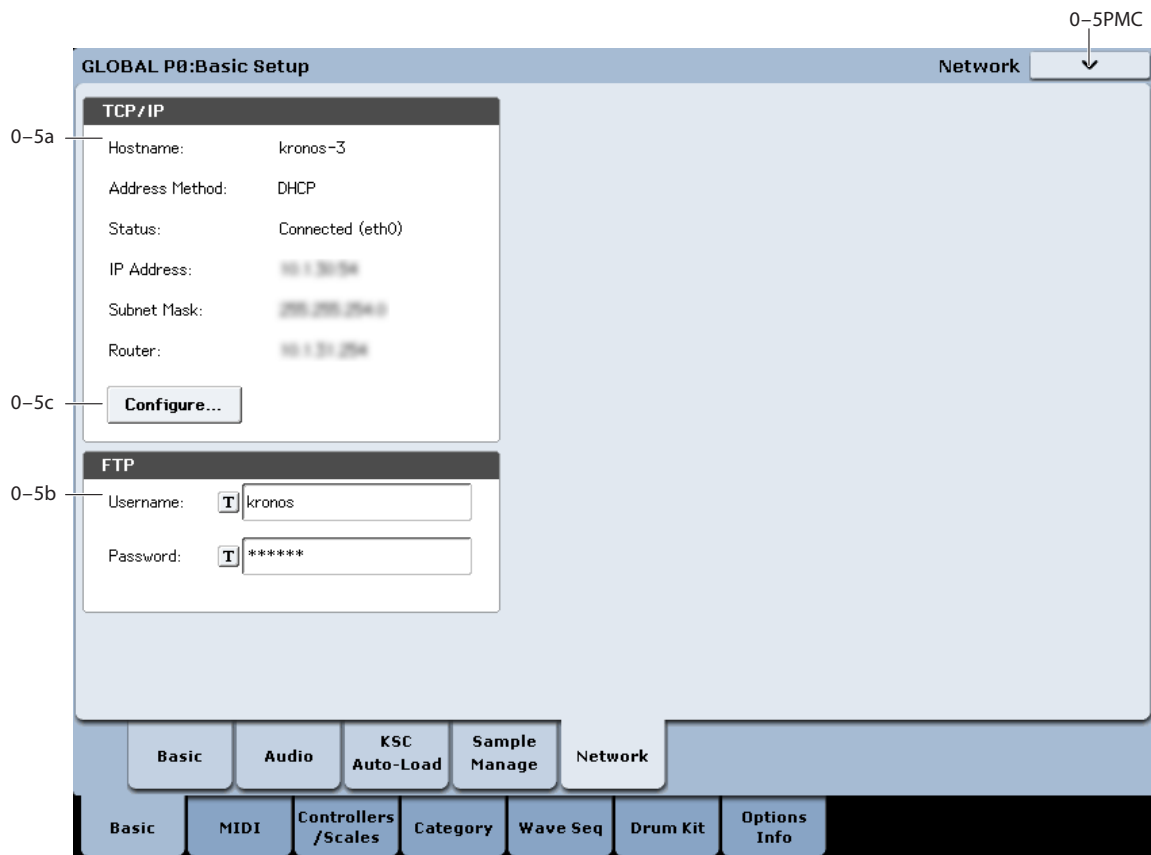 0–5PMC
GLOBAL P0:Basic Setup
Network
TCP/IP
0–5a
Hostname: kronos-3
Address Method: DHCP
Status: Connected (eth0)
IP Address:
Subnet Mask:
Router:
0–5c
Configure...
FTP
0–5b
Username: T kronos
Password: T ******
Basic
Audio
KSC
Auto-Load
Sample
Manage
Network
Basic
MIDI
Controllers
/Scales
Category
Wave Seq
Drum Kit
Options
Info